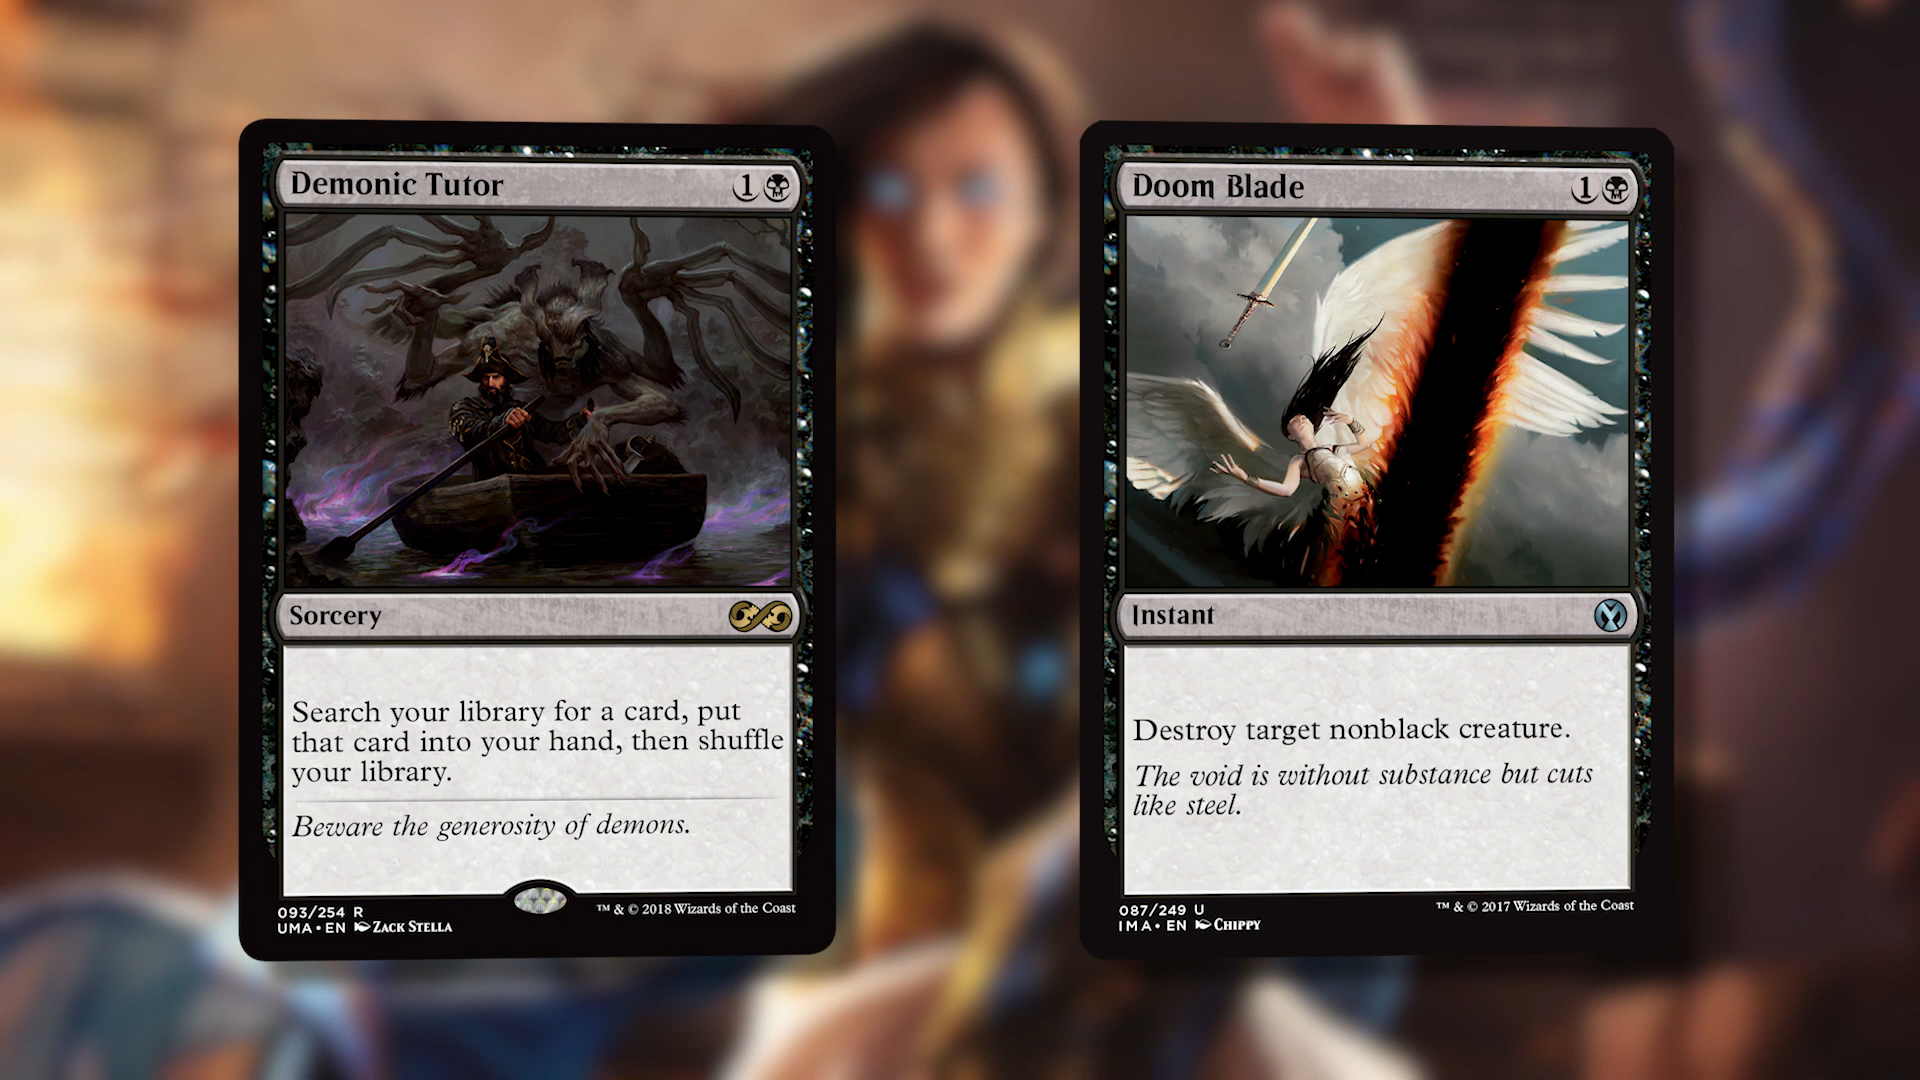 Demonic Tutor 1
Sorcery
Search your library for a card, put
that card into your hand, then shuffle
your library.
Beware the generosity of demons.
093/254 R
UMA • EN Zack Stella
™ & © 2018 Wizards of the Coast
Doom Blade 1
Instant
Destroy target nonblack creature.
The void is without substance but cuts
like steel.
087/249 U
IMA • EN Chippy
™ & © 2017 Wizards of the Coast